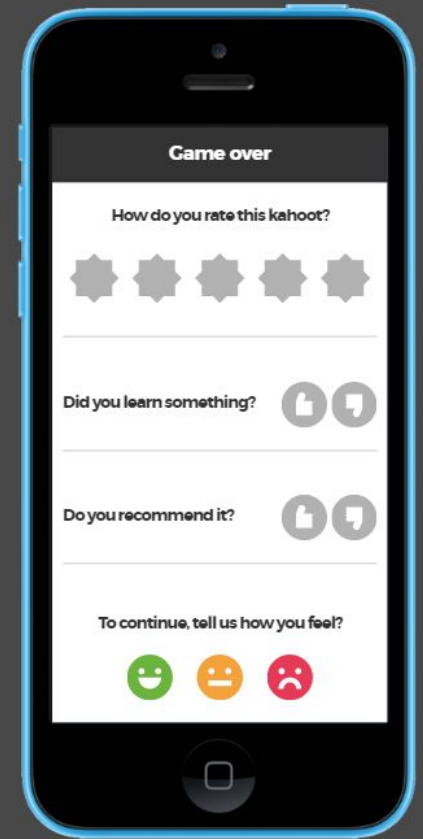 Game over
How do you rate this kahoot?
Did you learn something?
Do you recommend it?
To continue, tell us how you feel?